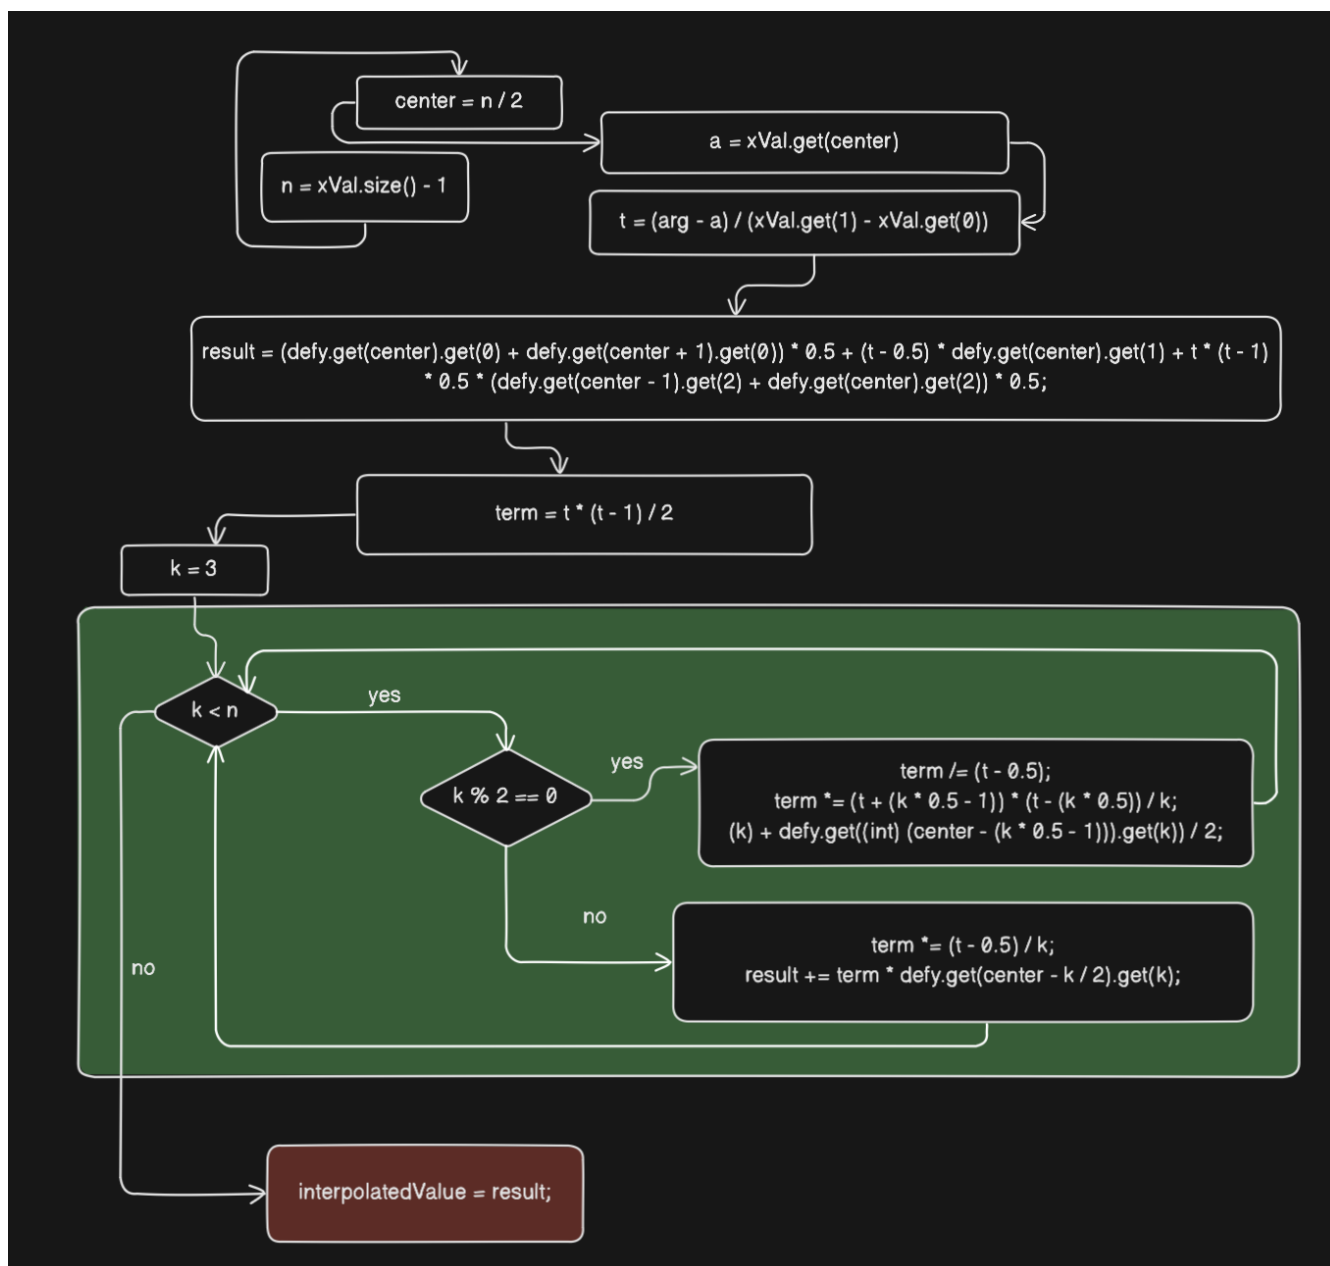 center = n / 2
n = xVal.size() - 1
a = xVal.get(center)
t = (arg - a) / (xVal.get(1) - xVal.get(0))
result = (defy.get(center).get(0) + defy.get(center + 1).get(0)) * 0.5 + (t - 0.5) * defy.get(center).get(1) + t * (t - 1)
* 0.5 * (defy.get(center - 1).get(2) + defy.get(center).get(2)) * 0.5;
term = t * (t - 1) / 2
k = 3
k < n
yes
k % 2 == 0
yes
term /= (t - 0.5);
term *= (t + (k * 0.5 - 1)) * (t - (k * 0.5)) / k;
(k) + defy.get((int) (center - (k * 0.5 - 1))).get(k)) / 2;
no
term *= (t - 0.5) / k;
result += term * defy.get(center - k / 2).get(k);
no
interpolatedValue = result;